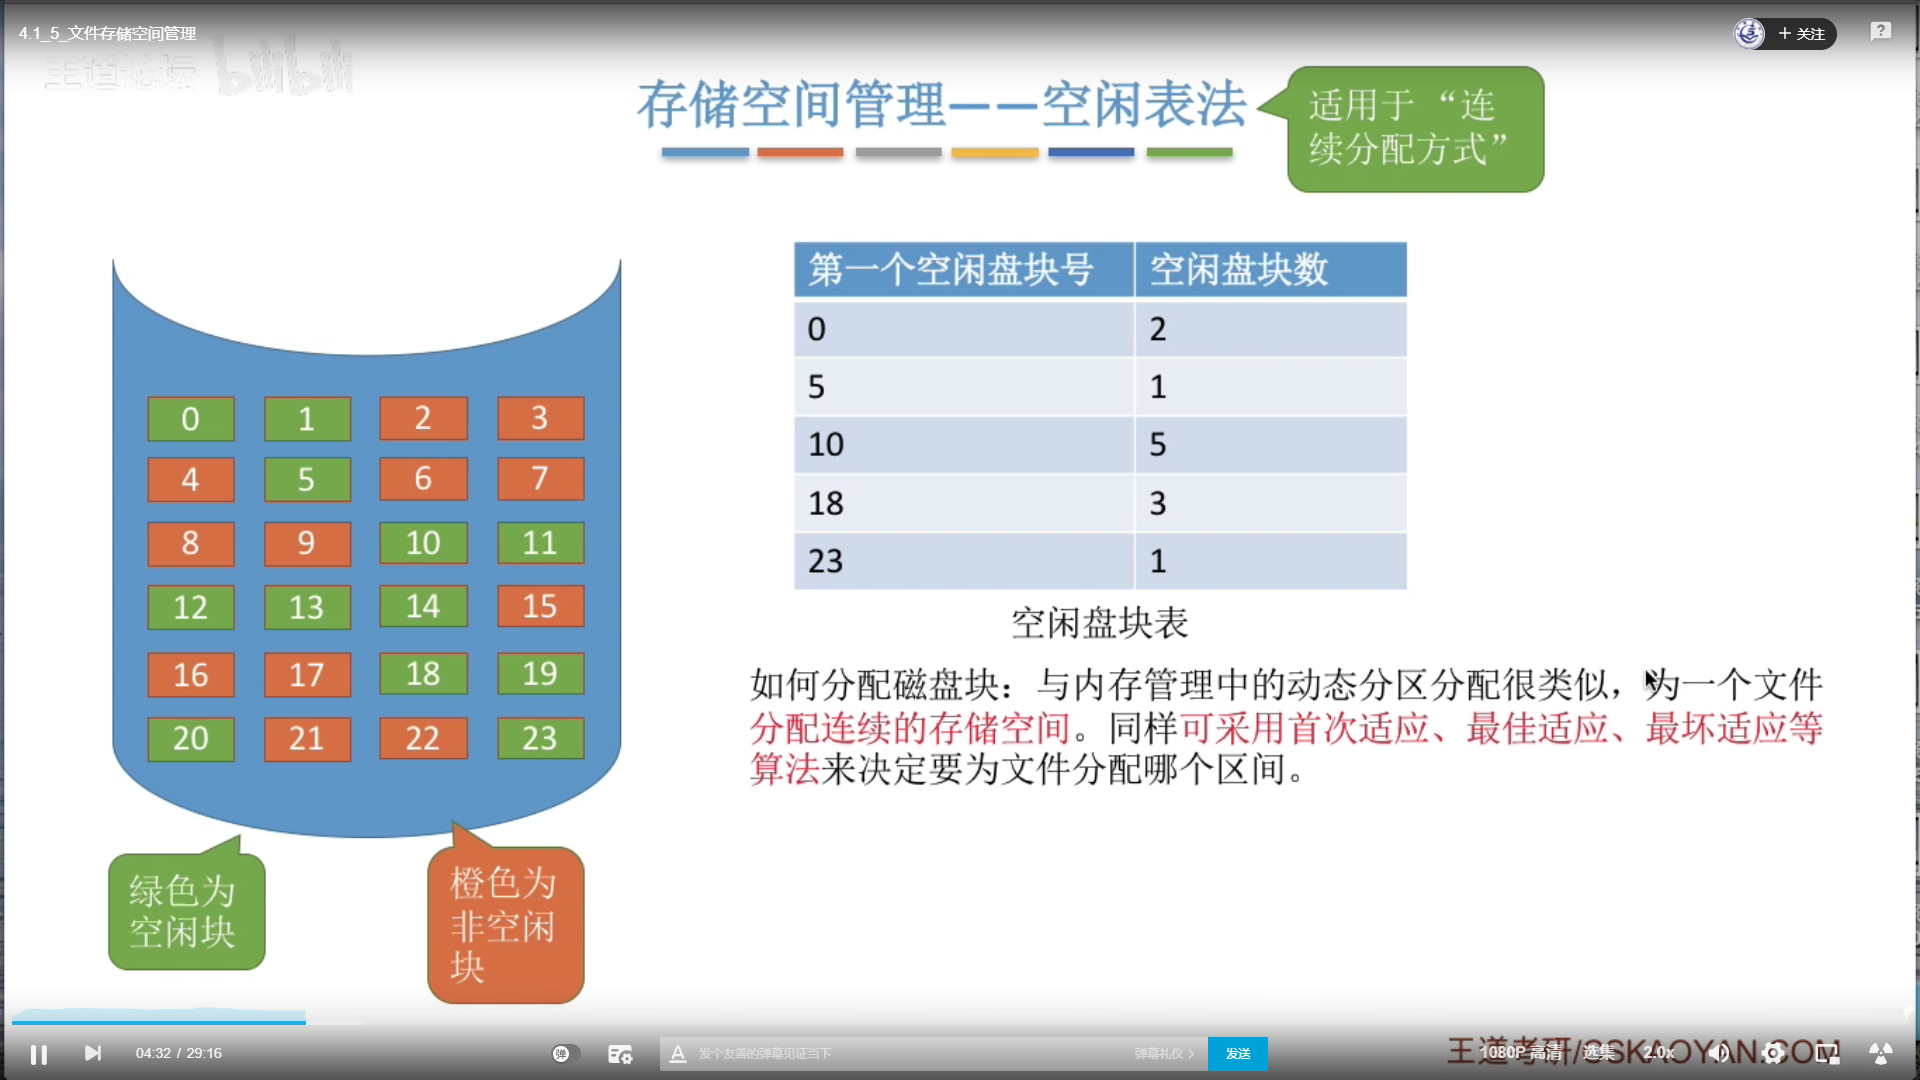 4.1_5_文件存储空间管理
+ 关注
王道论坛 bilibili
存储空间管理——空闲表法
适用于“连
续分配方式”
第一个空闲盘块号 空闲盘块数
0 2
5 1
10 5
18 3
23 1
空闲盘块表
0 1 2 3
4 5 6 7
8 9 10 11
12 13 14 15
16 17 18 19
20 21 22 23
如何分配磁盘块：与内存管理中的动态分区分配很类似，为一个文件
分配连续的存储空间。同样可采用首次适应、最佳适应、最坏适应等
算法来决定要为文件分配哪个区间。
绿色为
空闲块
橙色为
非空闲
块
04:32 / 29:16
弹
A 发个友善的弹幕见证当下
弹幕礼仪 >
发送
王道考研/CSKAOYAN.COM
1080P 高清 选集 2.0x